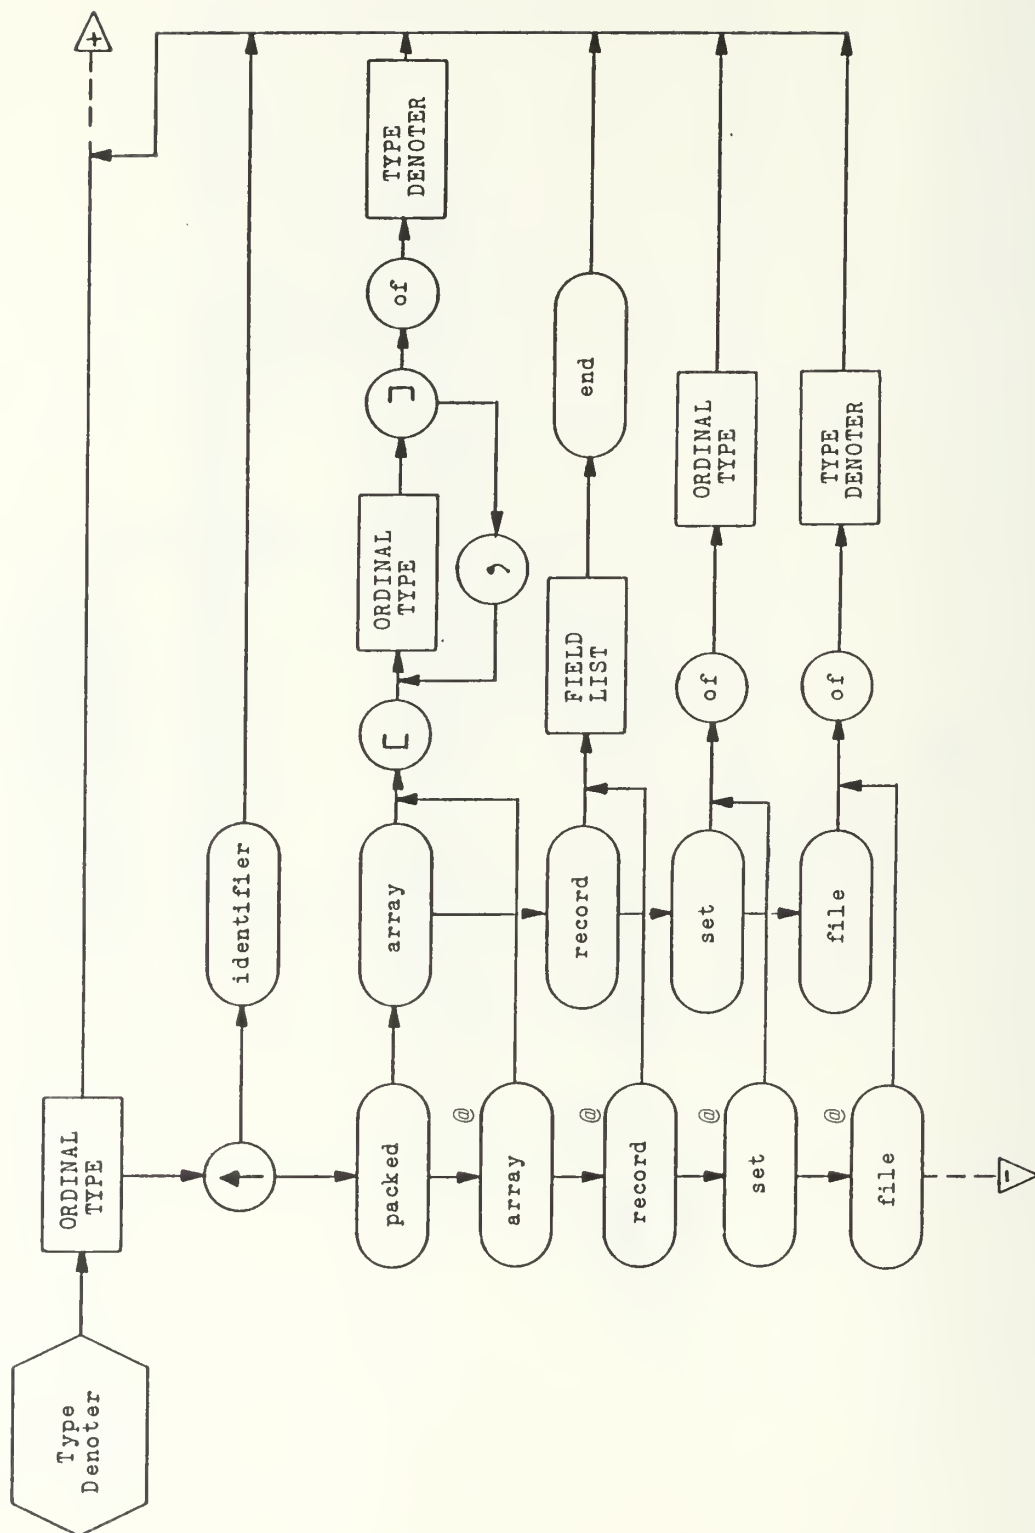 Type
Denoter
ORDINAL
TYPE
+
↑
identifier
packed
array
[
ORDINAL
TYPE
]
of
TYPE
DENOTER
,
@
array
record
FIELD
LIST
end
@
record
set
of
ORDINAL
TYPE
@
set
file
of
TYPE
DENOTER
@
file
-